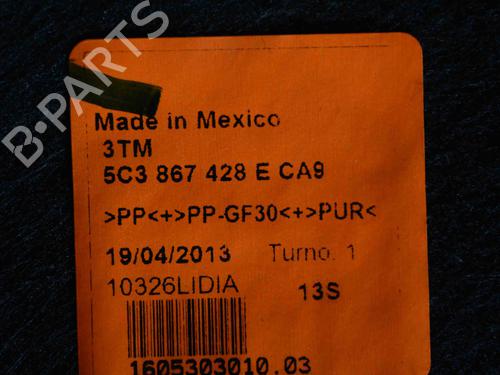 B-PARTS
Made in Mexico
3TM
5C3 867 428 E CA9
>PP<+>PP-GF30<+>PUR<
19/04/2013 Turno: 1
10326LIDIA 13S
1605303010.03